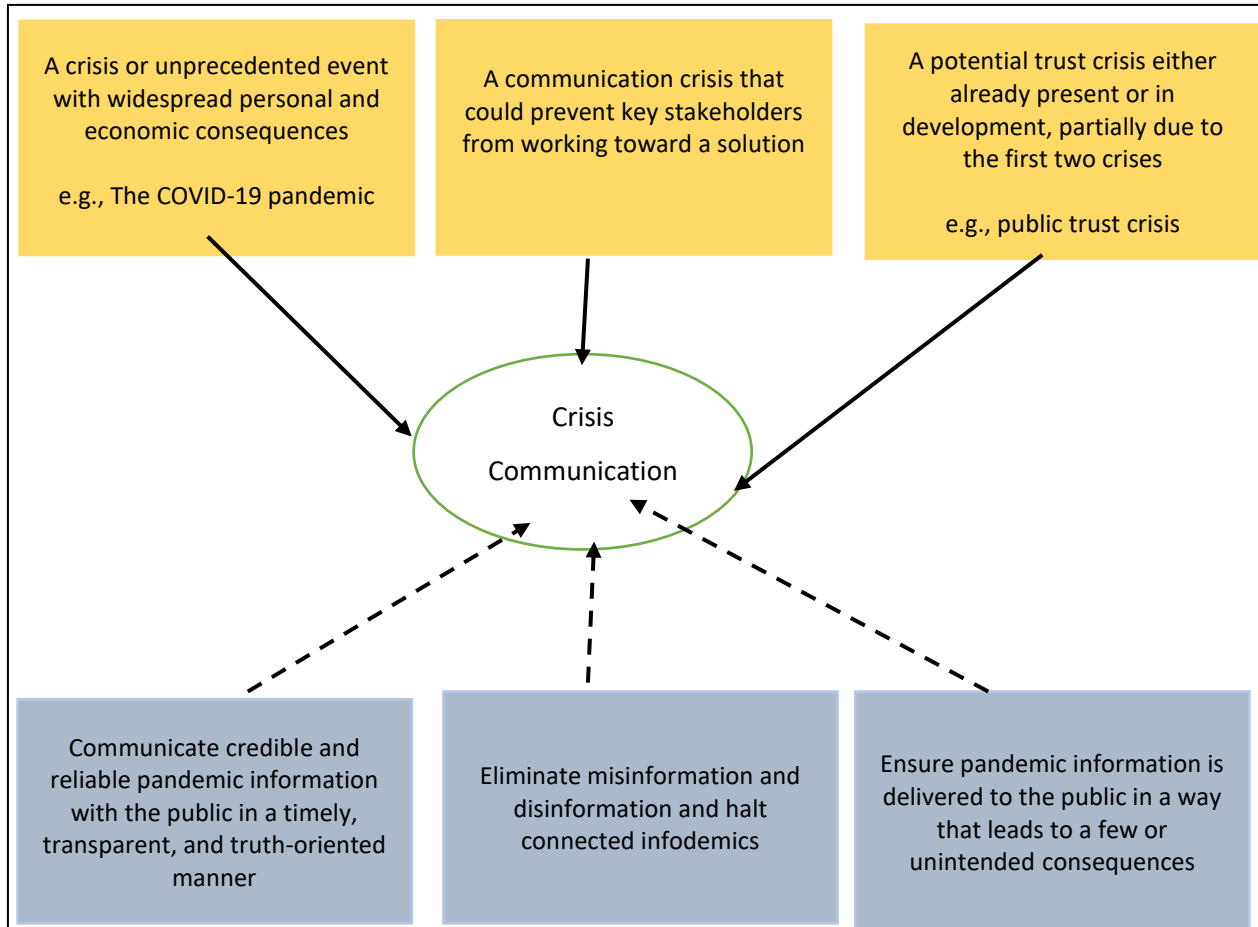 A crisis or unprecedented event
with widespread personal and
economic consequences
e.g., The COVID-19 pandemic
A communication crisis that
could prevent key stakeholders
from working toward a solution
A potential trust crisis either
already present or in
development, partially due to
the first two crises
e.g., public trust crisis
Crisis
Communication
Communicate credible and
reliable pandemic information
with the public in a timely,
transparent, and truth-oriented
manner
Eliminate misinformation and
disinformation and halt
connected infodemics
Ensure pandemic information is
delivered to the public in a way
that leads to a few or
unintended consequences